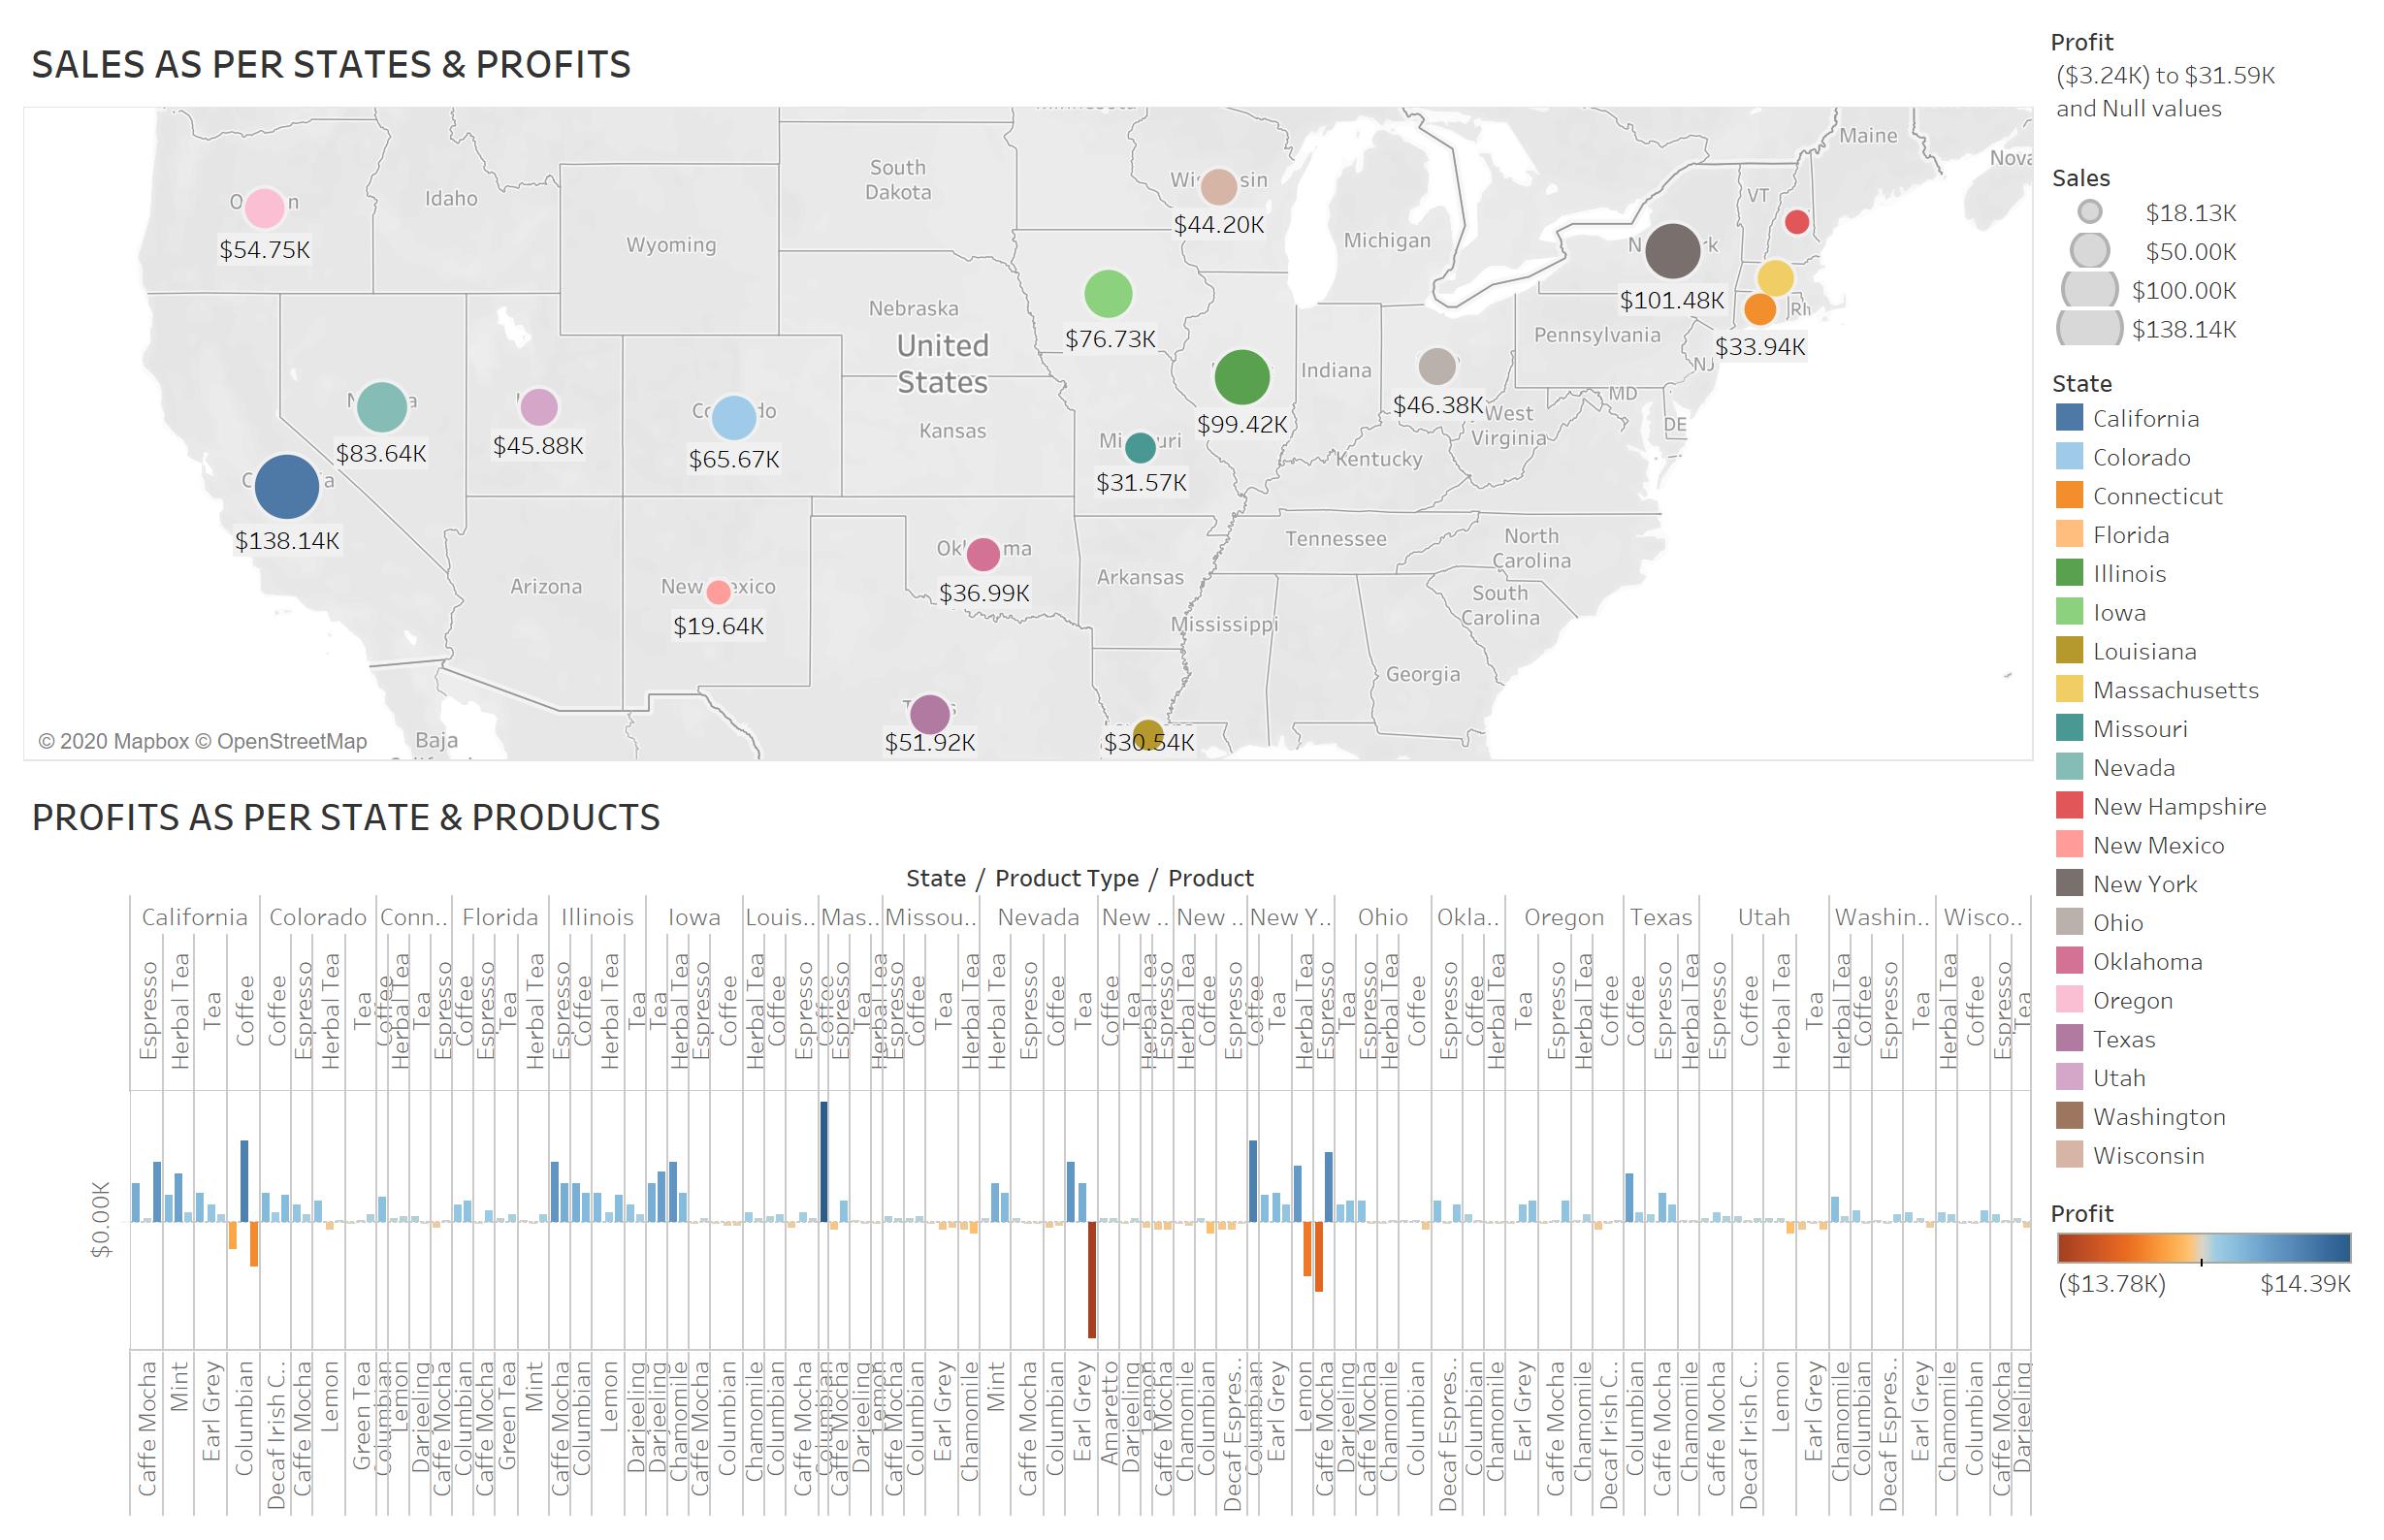 SALES AS PER STATES & PROFITS
Maine
South
Dakota
Idaho
VT
Wyoming
Michigan
$54.75K
$44.20K
$101.48K
Nebraska
Pennsylvania
$76.73K
$33.94K
United
States
Indiana
NJ
MD
$46.38K
West
Virginia
DE
$99.42K
Kansas
Kentucky
$83.64K
$45.88K
$65.67K
$31.57K
$138.14K
Tennessee
North
Carolina
Arizona
Arkansas
$36.99K
South
Carolina
$19.64K
Mississippi
Georgia
$51.92K
$30.54K
© 2020 Mapbox © OpenStreetMap
Baja
Profit
($3.24K) to $31.59K
and Null values
Sales
$18.13K
$50.00K
$100.00K
$138.14K
State
California
Colorado
Connecticut
Florida
Illinois
Iowa
Louisiana
Massachusetts
Missouri
Nevada
New Hampshire
New Mexico
New York
Ohio
Oklahoma
Oregon
Texas
Utah
Washington
Wisconsin
Profit
($13.78K) $14.39K
PROFITS AS PER STATE & PRODUCTS
State / Product Type / Product
California Colorado Conn.. Florida Illinois Iowa Louis.. Mas.. Missou.. Nevada New .. New .. New Y.. Ohio Okla.. Oregon Texas Utah Washin.. Wisco..
Espresso Herbal Tea Tea Coffee Coffee Espresso Herbal Tea Tea Coffee Herbal Tea Tea Espresso Coffee Espresso Tea Herbal Tea Espresso Coffee Herbal Tea Tea Tea Herbal Tea Espresso Coffee Herbal Tea Coffee Espresso Coffee Espresso Tea Herbal Tea Espresso Coffee Tea Herbal Tea Herbal Tea Espresso Coffee Tea Coffee Tea Herbal Tea Espresso Herbal Tea Coffee Espresso Coffee Tea Herbal Tea Espresso Tea Espresso Herbal Tea Coffee Espresso Coffee Herbal Tea Tea Espresso Herbal Tea Coffee Coffee Espresso Herbal Tea Espresso Coffee Herbal Tea Tea Herbal Tea Coffee Espresso Tea Herbal Tea Coffee Espresso Tea
$0.00K
Caffe Mocha Mint Earl Grey Columbian Decaf Irish C.. Caffe Mocha Lemon Green Tea Columbian Lemon Darjeeling Caffe Mocha Columbian Caffe Mocha Green Tea Mint Caffe Mocha Columbian Lemon Darjeeling Darjeeling Chamomile Caffe Mocha Columbian Chamomile Columbian Caffe Mocha Columbian Caffe Mocha Darjeeling Lemon Caffe Mocha Columbian Earl Grey Chamomile Mint Caffe Mocha Columbian Earl Grey Amaretto Darjeeling Lemon Caffe Mocha Chamomile Columbian Decaf Espres.. Columbian Earl Grey Lemon Caffe Mocha Darjeeling Caffe Mocha Chamomile Columbian Decaf Espres.. Columbian Chamomile Earl Grey Caffe Mocha Chamomile Decaf Irish C.. Columbian Caffe Mocha Chamomile Caffe Mocha Decaf Irish C.. Lemon Earl Grey Chamomile Columbian Decaf Espres.. Earl Grey Chamomile Columbian Caffe Mocha Darjeeling